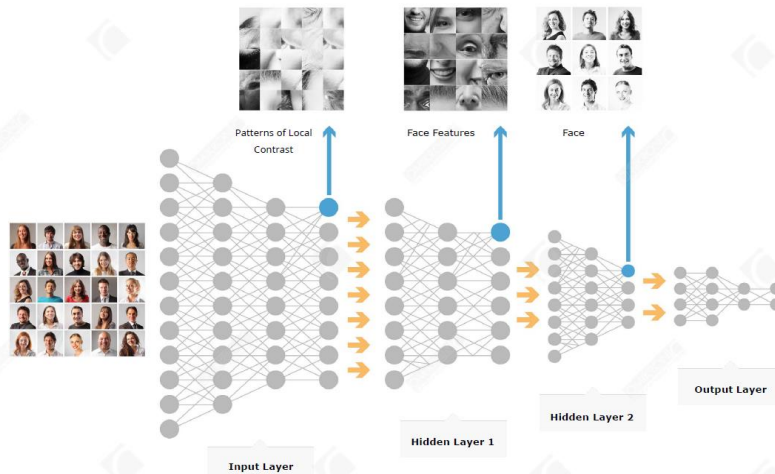 Patterns of Local
Contrast
Face Features
Face
Output Layer
Hidden Layer 2
Hidden Layer 1
Input Layer